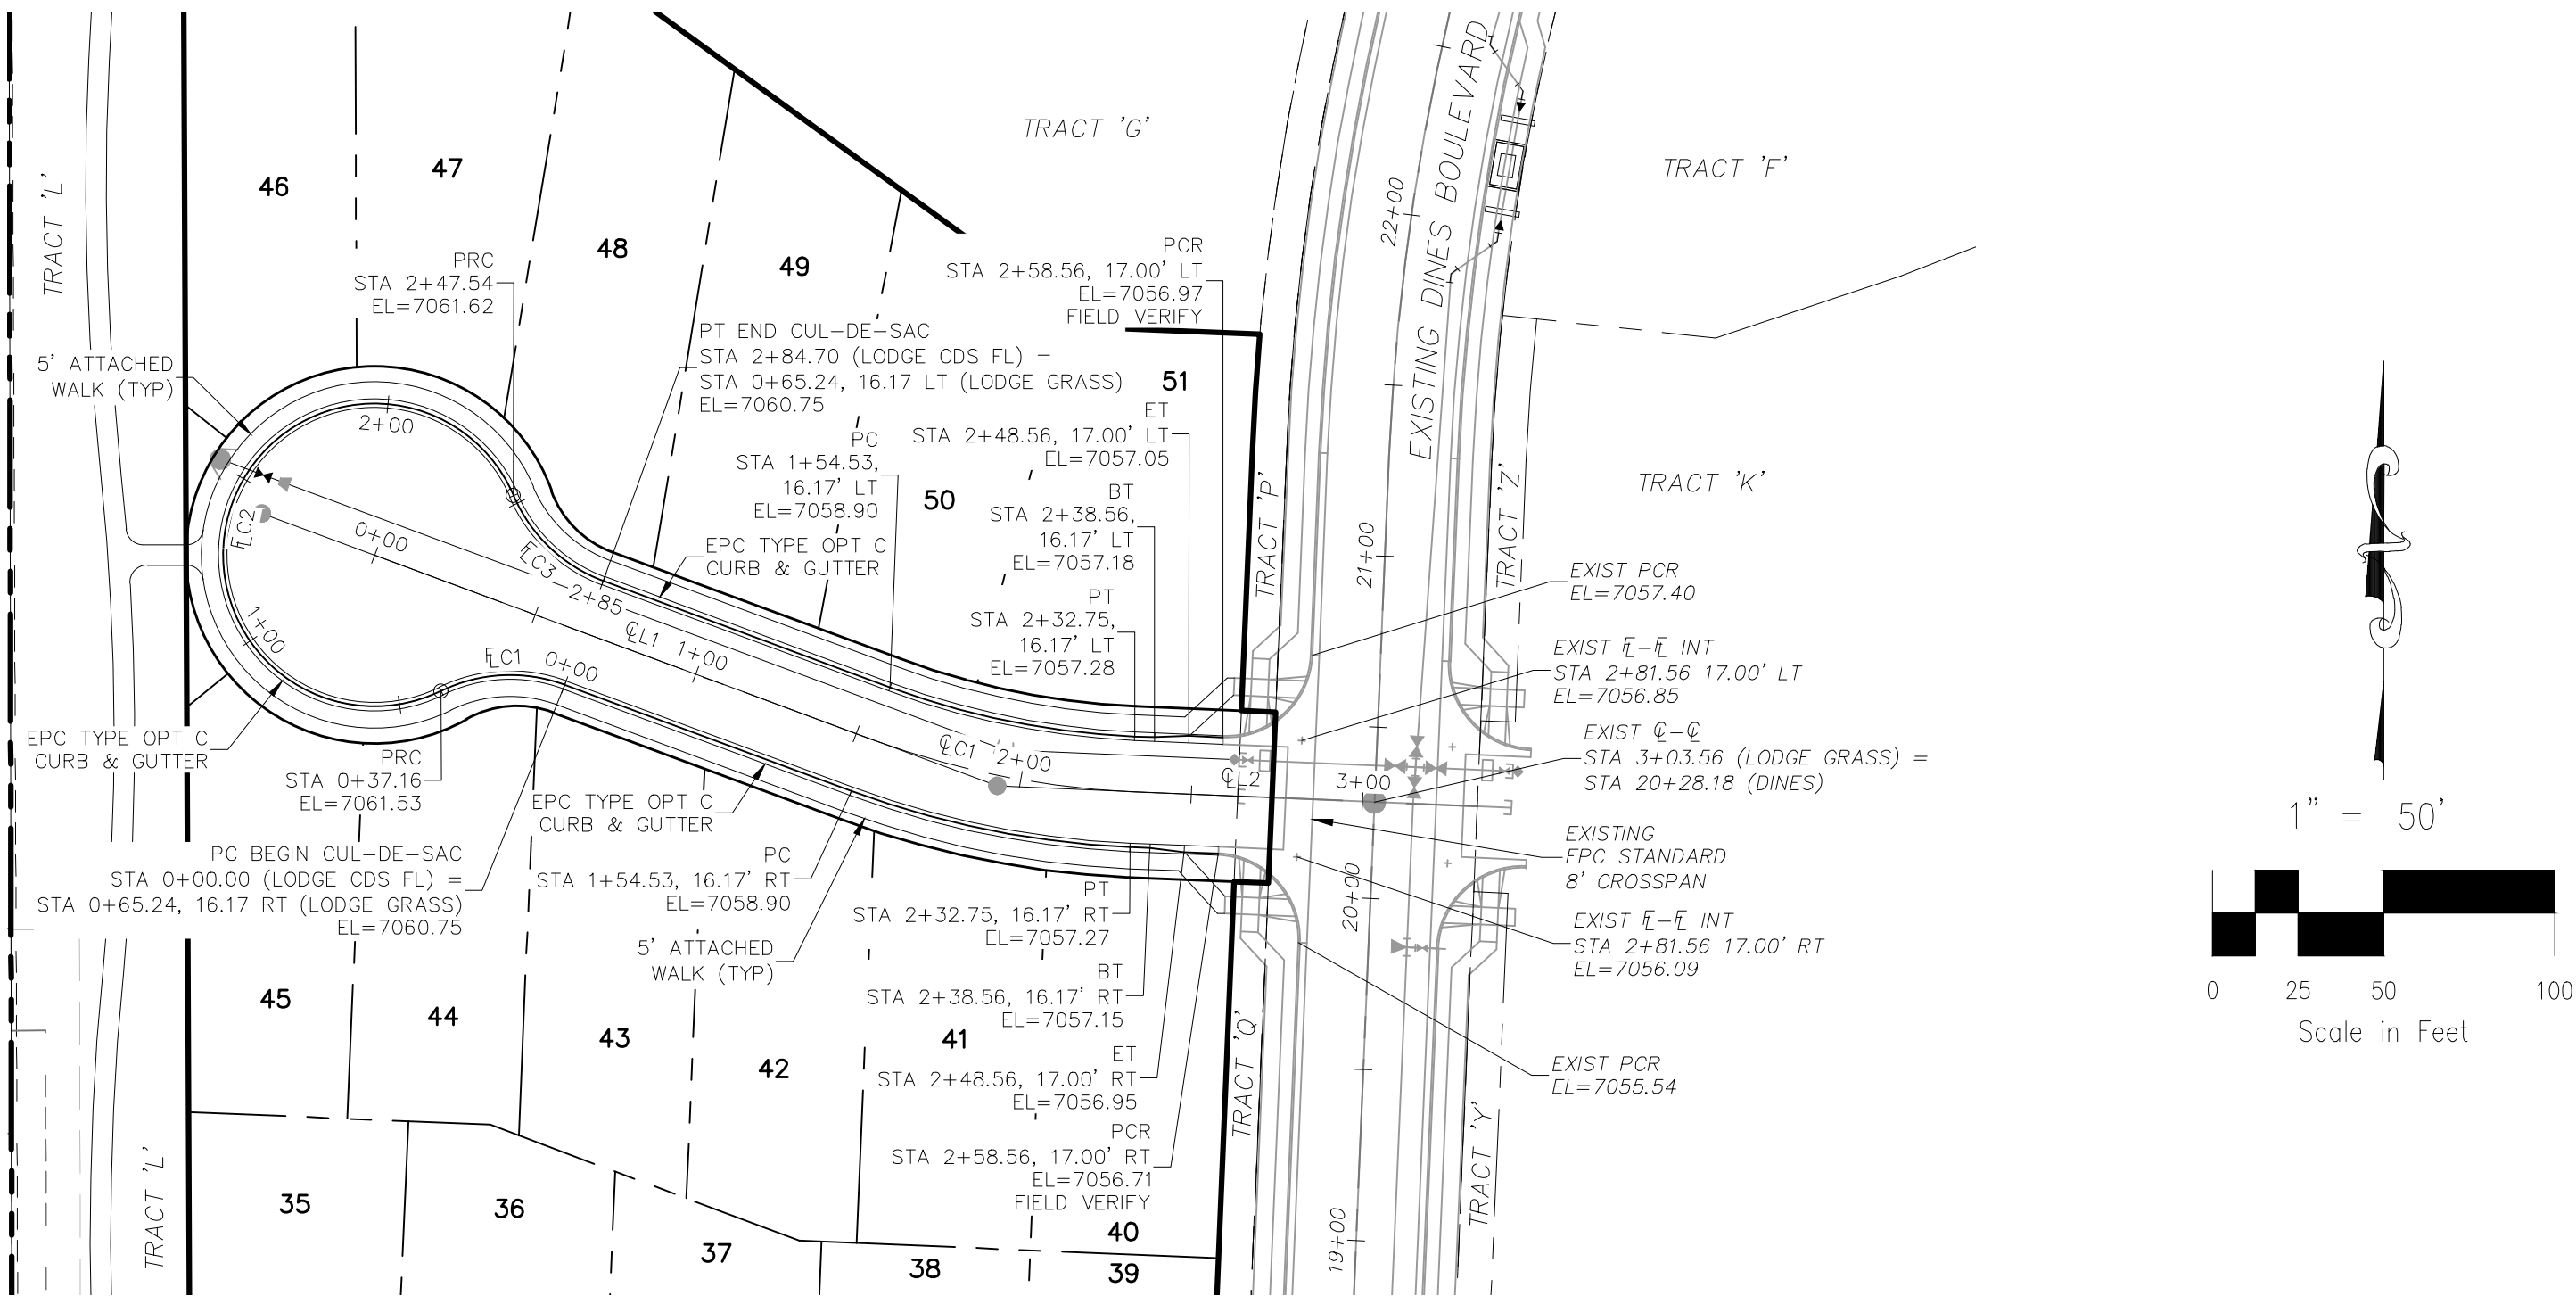 TRACT 'G'
TRACT 'F'
TRACT 'L'
46
47
48
49
PRC
STA 2+47.54
EL=7061.62
PCR
STA 2+58.56, 17.00' LT
EL=7056.97
FIELD VERIFY
22+00
EXISTING DINES BOULEVARD
5' ATTACHED
WALK (TYP)
PT END CUL-DE-SAC
STA 2+84.70 (LODGE CDS FL) =
STA 0+65.24, 16.17 LT (LODGE GRASS)
EL=7060.75
51
ET
STA 2+48.56, 17.00' LT
EL=7057.05
PC
STA 1+54.53,
16.17' LT
EL=7058.90
50
BT
STA 2+38.56,
16.17' LT
EL=7057.18
TRACT 'P'
TRACT 'Z'
TRACT 'K'
2+00
FLC2
0+00
FLC3
2+85
EPC TYPE OPT C
CURB & GUTTER
21+00
EXIST PCR
EL=7057.40
PT
STA 2+32.75,
16.17' LT
EL=7057.28
1+00
FLC1
0+00
CLL1
1+00
EXIST FL-FL INT
STA 2+81.56 17.00' LT
EL=7056.85
EXIST CL-CL
STA 3+03.56 (LODGE GRASS) =
STA 20+28.18 (DINES)
CLC1
2+00
CLL2
3+00
EPC TYPE OPT C
CURB & GUTTER
PRC
STA 0+37.16
EL=7061.53
EPC TYPE OPT C
CURB & GUTTER
EXISTING
EPC STANDARD
8' CROSSPAN
PC BEGIN CUL-DE-SAC
STA 0+00.00 (LODGE CDS FL) =
STA 0+65.24, 16.17 RT (LODGE GRASS)
EL=7060.75
PC
STA 1+54.53, 16.17' RT
EL=7058.90
5' ATTACHED
WALK (TYP)
PT
STA 2+32.75, 16.17' RT
EL=7057.27
20+00
EXIST FL-FL INT
STA 2+81.56 17.00' RT
EL=7056.09
BT
STA 2+38.56, 16.17' RT
EL=7057.15
45
44
43
42
41
ET
STA 2+48.56, 17.00' RT
EL=7056.95
TRACT 'Q'
EXIST PCR
EL=7055.54
TRACT 'Y'
PCR
STA 2+58.56, 17.00' RT
EL=7056.71
FIELD VERIFY
TRACT 'L'
35
36
37
38
40
39
19+00
1" = 50'
0 25 50 100
Scale in Feet